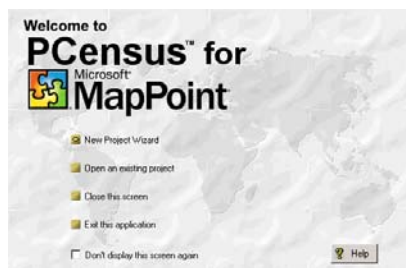 Welcome to
PCensus™ for
Microsoft®
MapPoint
New Project Wizard
Open an existing project
Close this screen
Exit this application
Don't display this screen again
Help